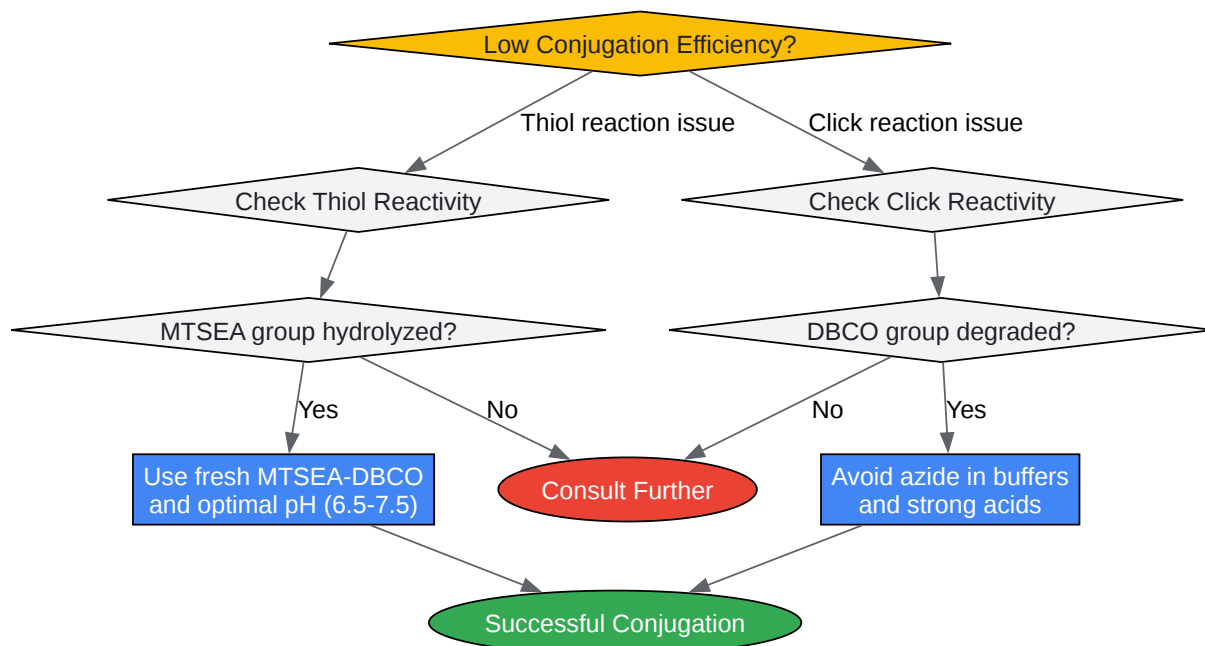 Low Conjugation Efficiency?
Thiol reaction issue
Click reaction issue
Check Thiol Reactivity
Check Click Reactivity
MTSEA group hydrolyzed?
DBCO group degraded?
Yes
No
No
Yes
Use fresh MTSEA-DBCO
and optimal pH (6.5-7.5)
Consult Further
Avoid azide in buffers
and strong acids
Successful Conjugation